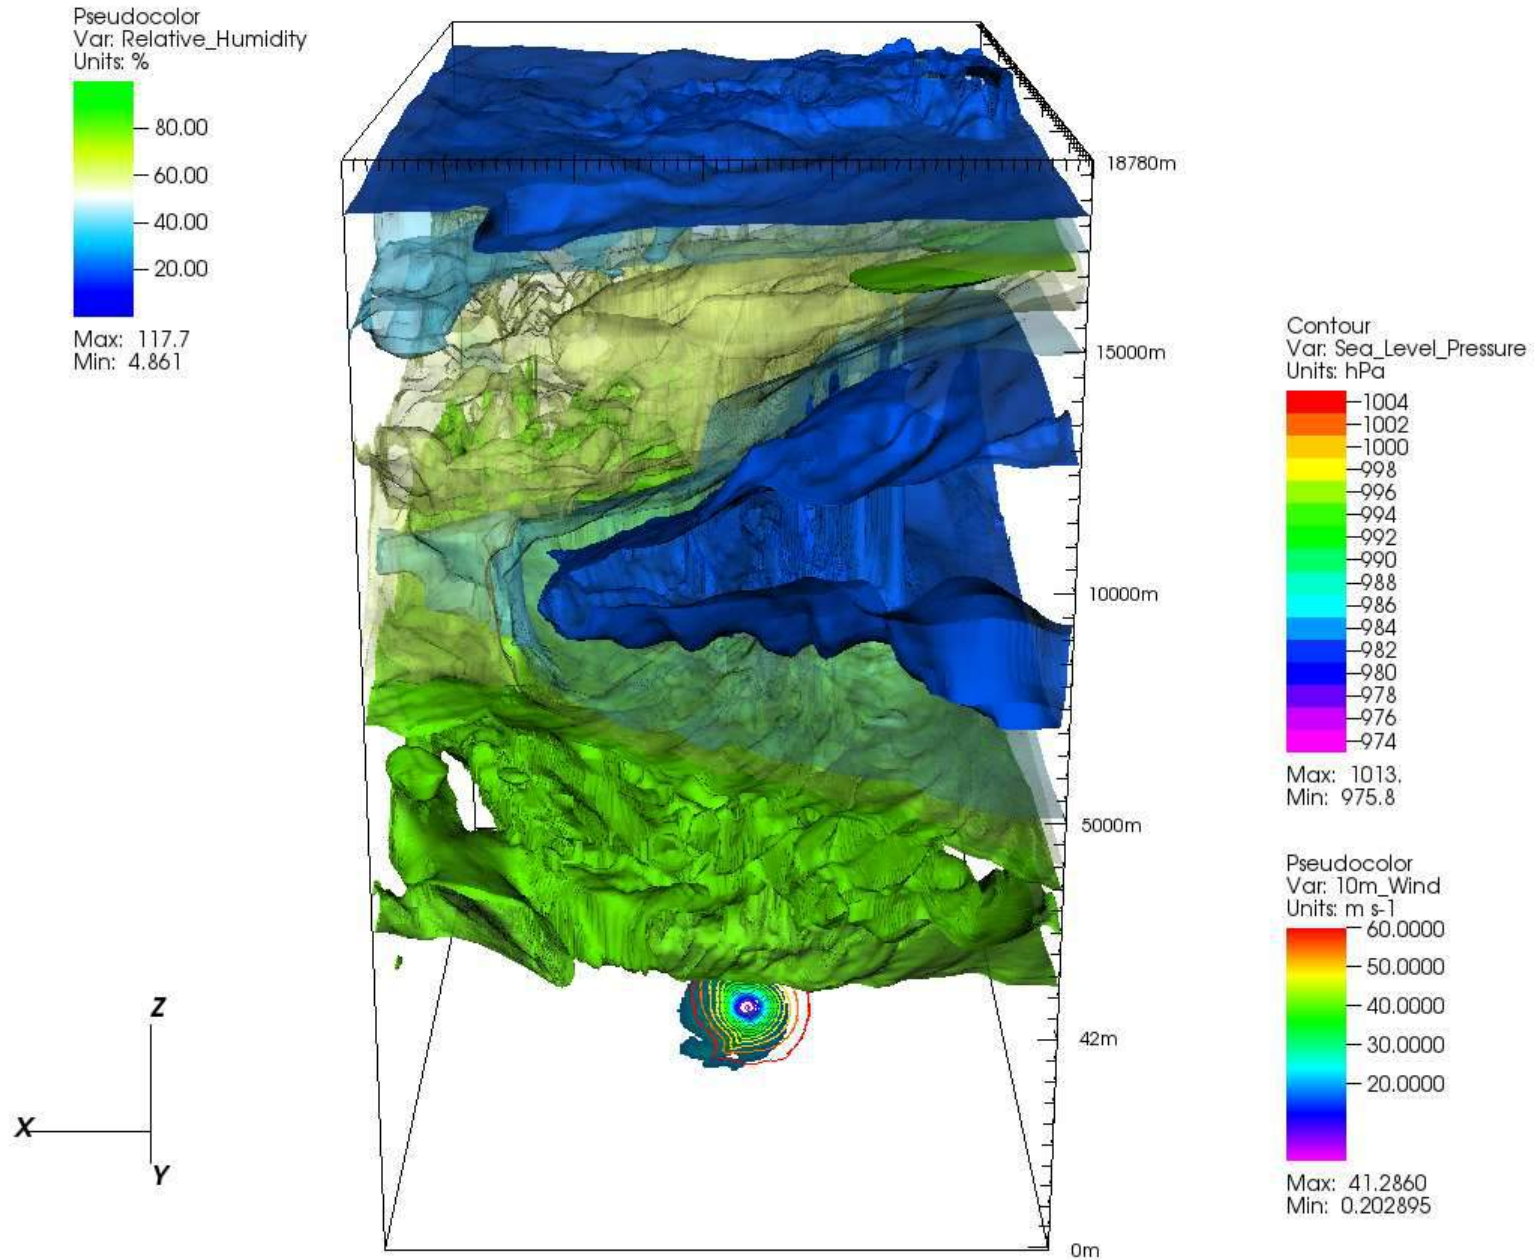 Pseudocolor
Var: Relative_Humidity
Units: %
80.00
60.00
40.00
20.00
Max: 117.7
Min: 4.861
18780m
15000m
10000m
5000m
42m
0m
Contour
Var: Sea_Level_Pressure
Units: hPa
1004
1002
1000
998
996
994
992
990
988
986
984
982
980
978
976
974
Max: 1013.
Min: 975.8
Pseudocolor
Var: 10m_Wind
Units: m s-1
60.0000
50.0000
40.0000
30.0000
20.0000
Max: 41.2860
Min: 0.202895
Z
X
Y